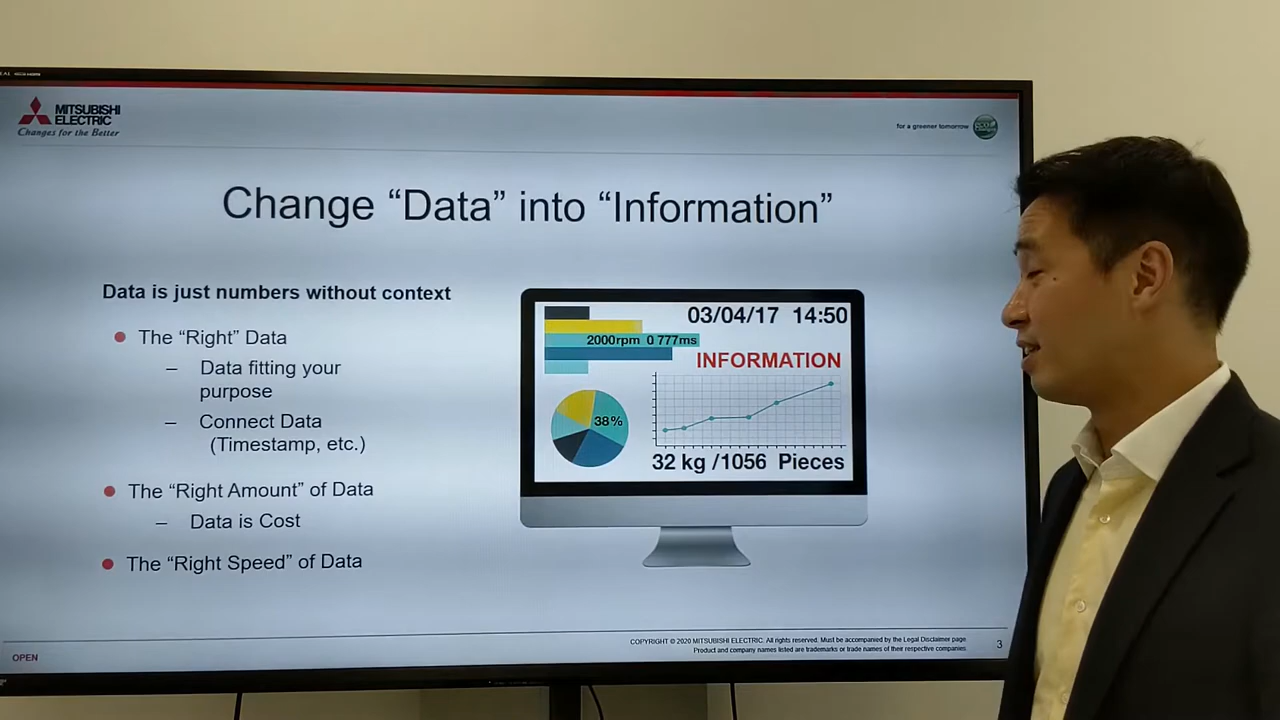 MITSUBISHI
ELECTRIC
Changes for the Better
for a greener tomorrow
Change “Data” into “Information”
Data is just numbers without context
The “Right” Data
– Data fitting your
purpose
– Connect Data
(Timestamp, etc.)
The “Right Amount” of Data
– Data is Cost
The “Right Speed” of Data
03/04/17 14:50
2000rpm 0 777ms
INFORMATION
38%
32 kg /1056 Pieces
COPYRIGHT © 2020 MITSUBISHI ELECTRIC. All rights reserved. Must be accompanied by the Legal Disclaimer page.
Product and company names listed are trademarks or trade names of their respective companies.
3
OPEN